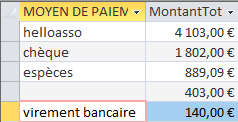 MOYEN DE PAIEM MontantTot
helloasso 4 103,00 €
chèque 1 802,00 €
espèces 889,09 €
403,00 €
virement bancaire 140,00 €